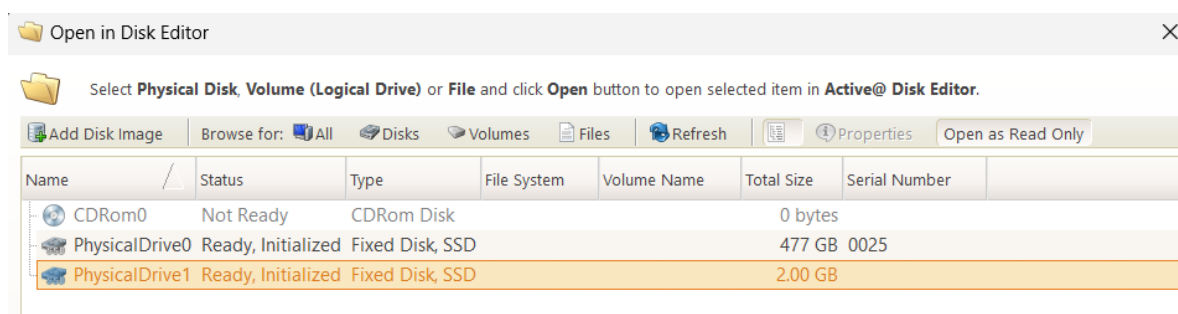 Open in Disk Editor
Select Physical Disk, Volume (Logical Drive) or File and click Open button to open selected item in Active@ Disk Editor.
Add Disk Image Browse for: All Disks Volumes Files Refresh Properties Open as Read Only
Name Status Type File System Volume Name Total Size Serial Number
CDRom0 Not Ready CDRom Disk 0 bytes
PhysicalDrive0 Ready, Initialized Fixed Disk, SSD 477 GB 0025
PhysicalDrive1 Ready, Initialized Fixed Disk, SSD 2.00 GB